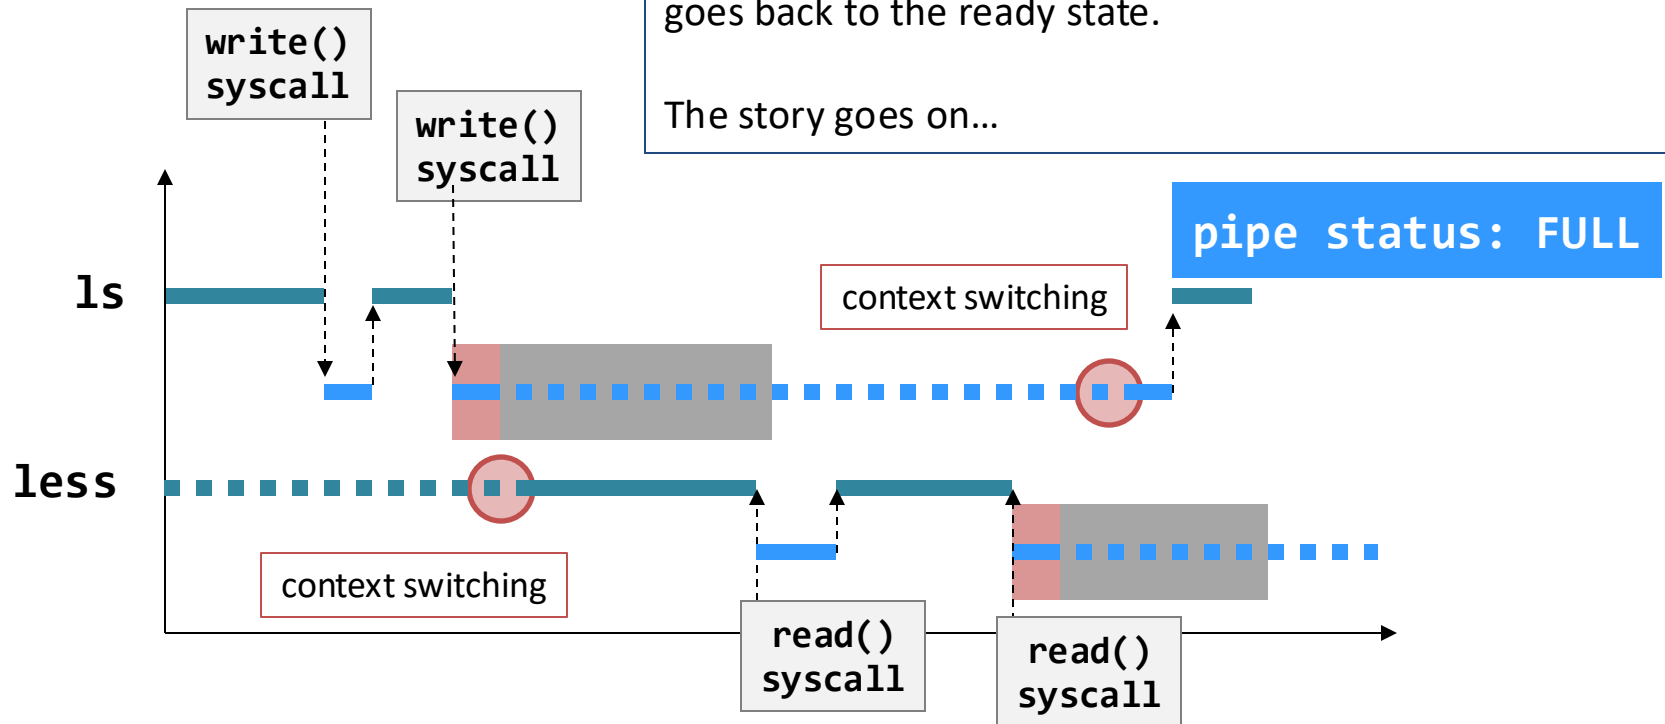 goes back to the ready state.
The story goes on…
write()
syscall
write()
syscall
pipe status: FULL
context switching
ls
less
context switching
read()
syscall
read()
syscall